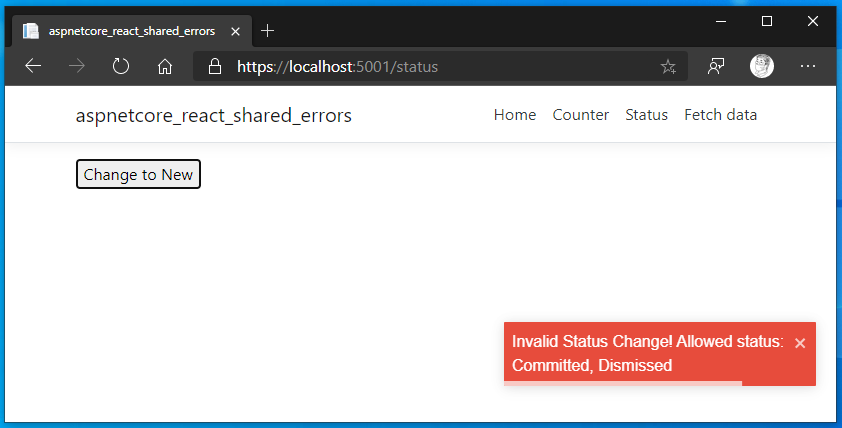 aspnetcore_react_shared_errors
https://localhost:5001/status
aspnetcore_react_shared_errors
Home Counter Status Fetch data
Change to New
Invalid Status Change! Allowed status:
Committed, Dismissed